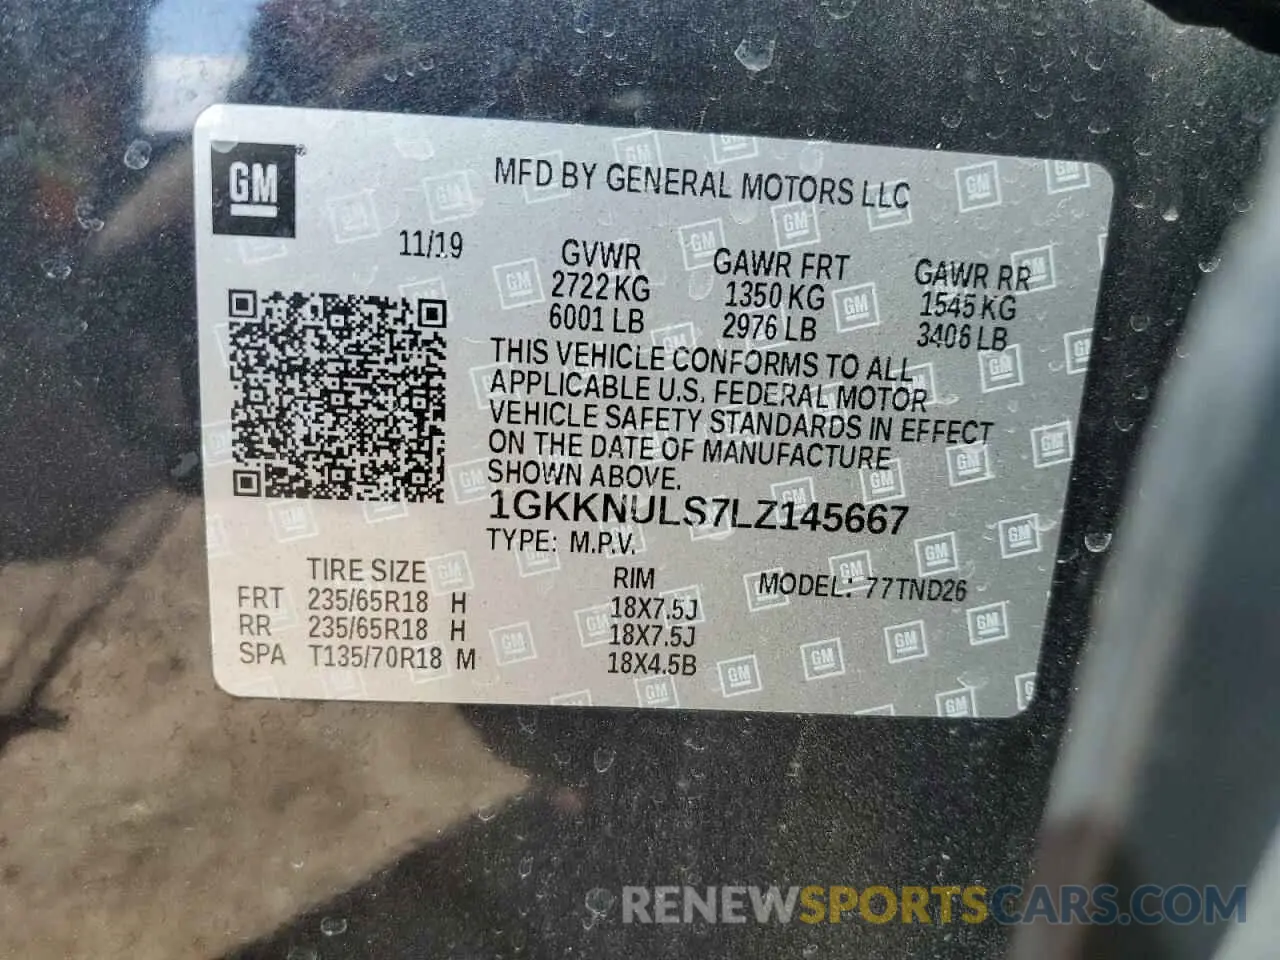 GM
MFD BY GENERAL MOTORS LLC
11/19
GVWR GAWR FRT GAWR RR
2722 KG 1350 KG 1545 KG
6001 LB 2976 LB 3406 LB
THIS VEHICLE CONFORMS TO ALL
APPLICABLE U.S. FEDERAL MOTOR
VEHICLE SAFETY STANDARDS IN EFFECT
ON THE DATE OF MANUFACTURE
SHOWN ABOVE.
1GKKNULS7LZ145667
TYPE: M.P.V.
TIRE SIZE RIM MODEL: 77TND26
FRT 235/65R18 H 18X7.5J
RR 235/65R18 H 18X7.5J
SPA T135/70R18 M 18X4.5B
RENEWSPORTSCARS.COM